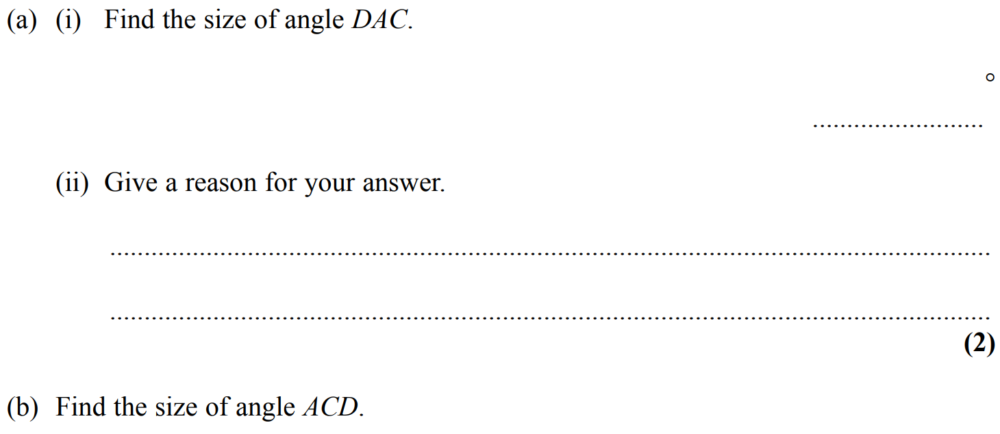 (a) (i) Find the size of angle DAC.
°
........................
(ii) Give a reason for your answer.
................................................................................................................................
................................................................................................................................
(2)
(b) Find the size of angle ACD.